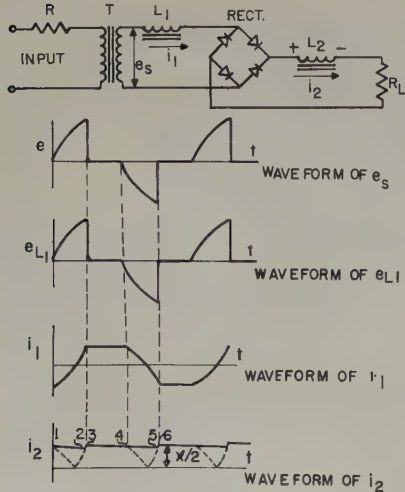 R T L1 RECT.
INPUT es i1 + L2 - i2 RL
e t
WAVEFORM OF es
eL1 t
WAVEFORM OF eL1
i1 t
WAVEFORM OF i1
i2 1 2 3 4 5 6 X/2 t
WAVEFORM OF i2